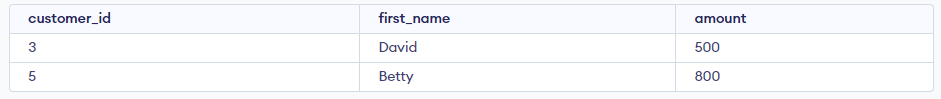 customer_id first_name amount
3 David 500
5 Betty 800